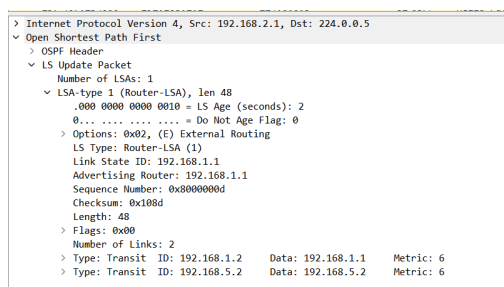 > Internet Protocol Version 4, Src: 192.168.2.1, Dst: 224.0.0.5
Open Shortest Path First
> OSPF Header
LS Update Packet
Number of LSAs: 1
LSA-type 1 (Router-LSA), len 48
.000 0000 0000 0010 = LS Age (seconds): 2
0... .... .... .... = Do Not Age Flag: 0
> Options: 0x02, (E) External Routing
LS Type: Router-LSA (1)
Link State ID: 192.168.1.1
Advertising Router: 192.168.1.1
Sequence Number: 0x8000000d
Checksum: 0x108d
Length: 48
> Flags: 0x00
Number of Links: 2
> Type: Transit ID: 192.168.1.2 Data: 192.168.1.1 Metric: 6
> Type: Transit ID: 192.168.5.2 Data: 192.168.5.2 Metric: 6